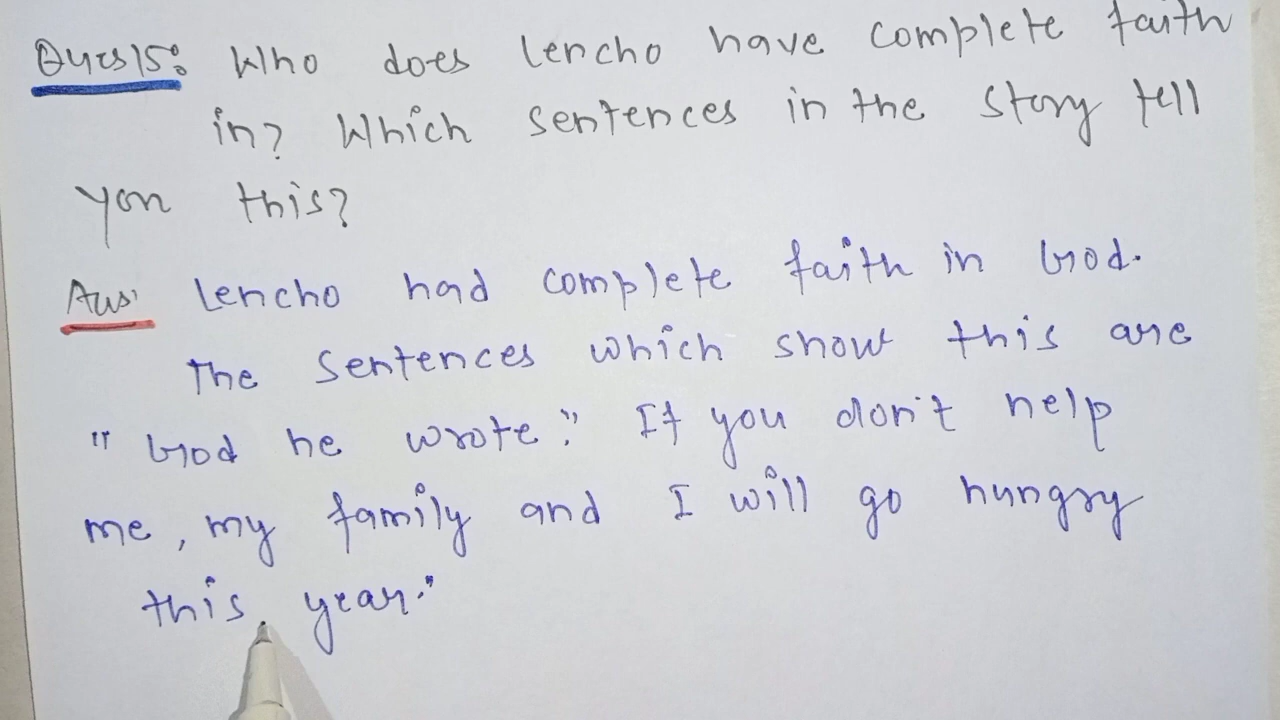 Ques15: Who does Lencho have complete faith
in? Which sentences in the story tell
you this?
Ans: Lencho had complete faith in God.
The sentences which show this are
"God he wrote:" If you don't help
me, my family and I will go hungry
this year."